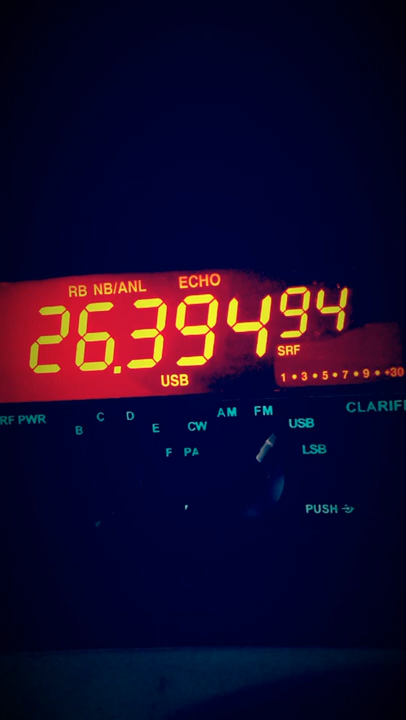 RB NB/ANL ECHO
26.39494
SRF
USB
1 • 3 • 5 • 7 • 9 • +30
RF PWR B C D E F PA CW AM FM USB LSB
CLARIFI
PUSH